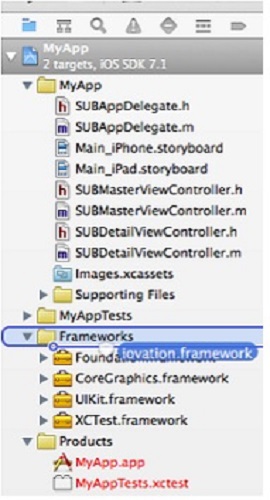 MyApp
2 targets, iOS SDK 7.1
MyApp
SUBAppDelegate.h
SUBAppDelegate.m
Main_iPhone.storyboard
Main_iPad.storyboard
SUBMasterViewController.h
SUBMasterViewController.m
SUBDetailViewController.h
SUBDetailViewController.m
Images.xcassets
Supporting Files
MyAppTests
Frameworks
iovation.framework
CoreGraphics.framework
UIKit.framework
XCTest.framework
Products
MyApp.app
MyAppTests.xctest